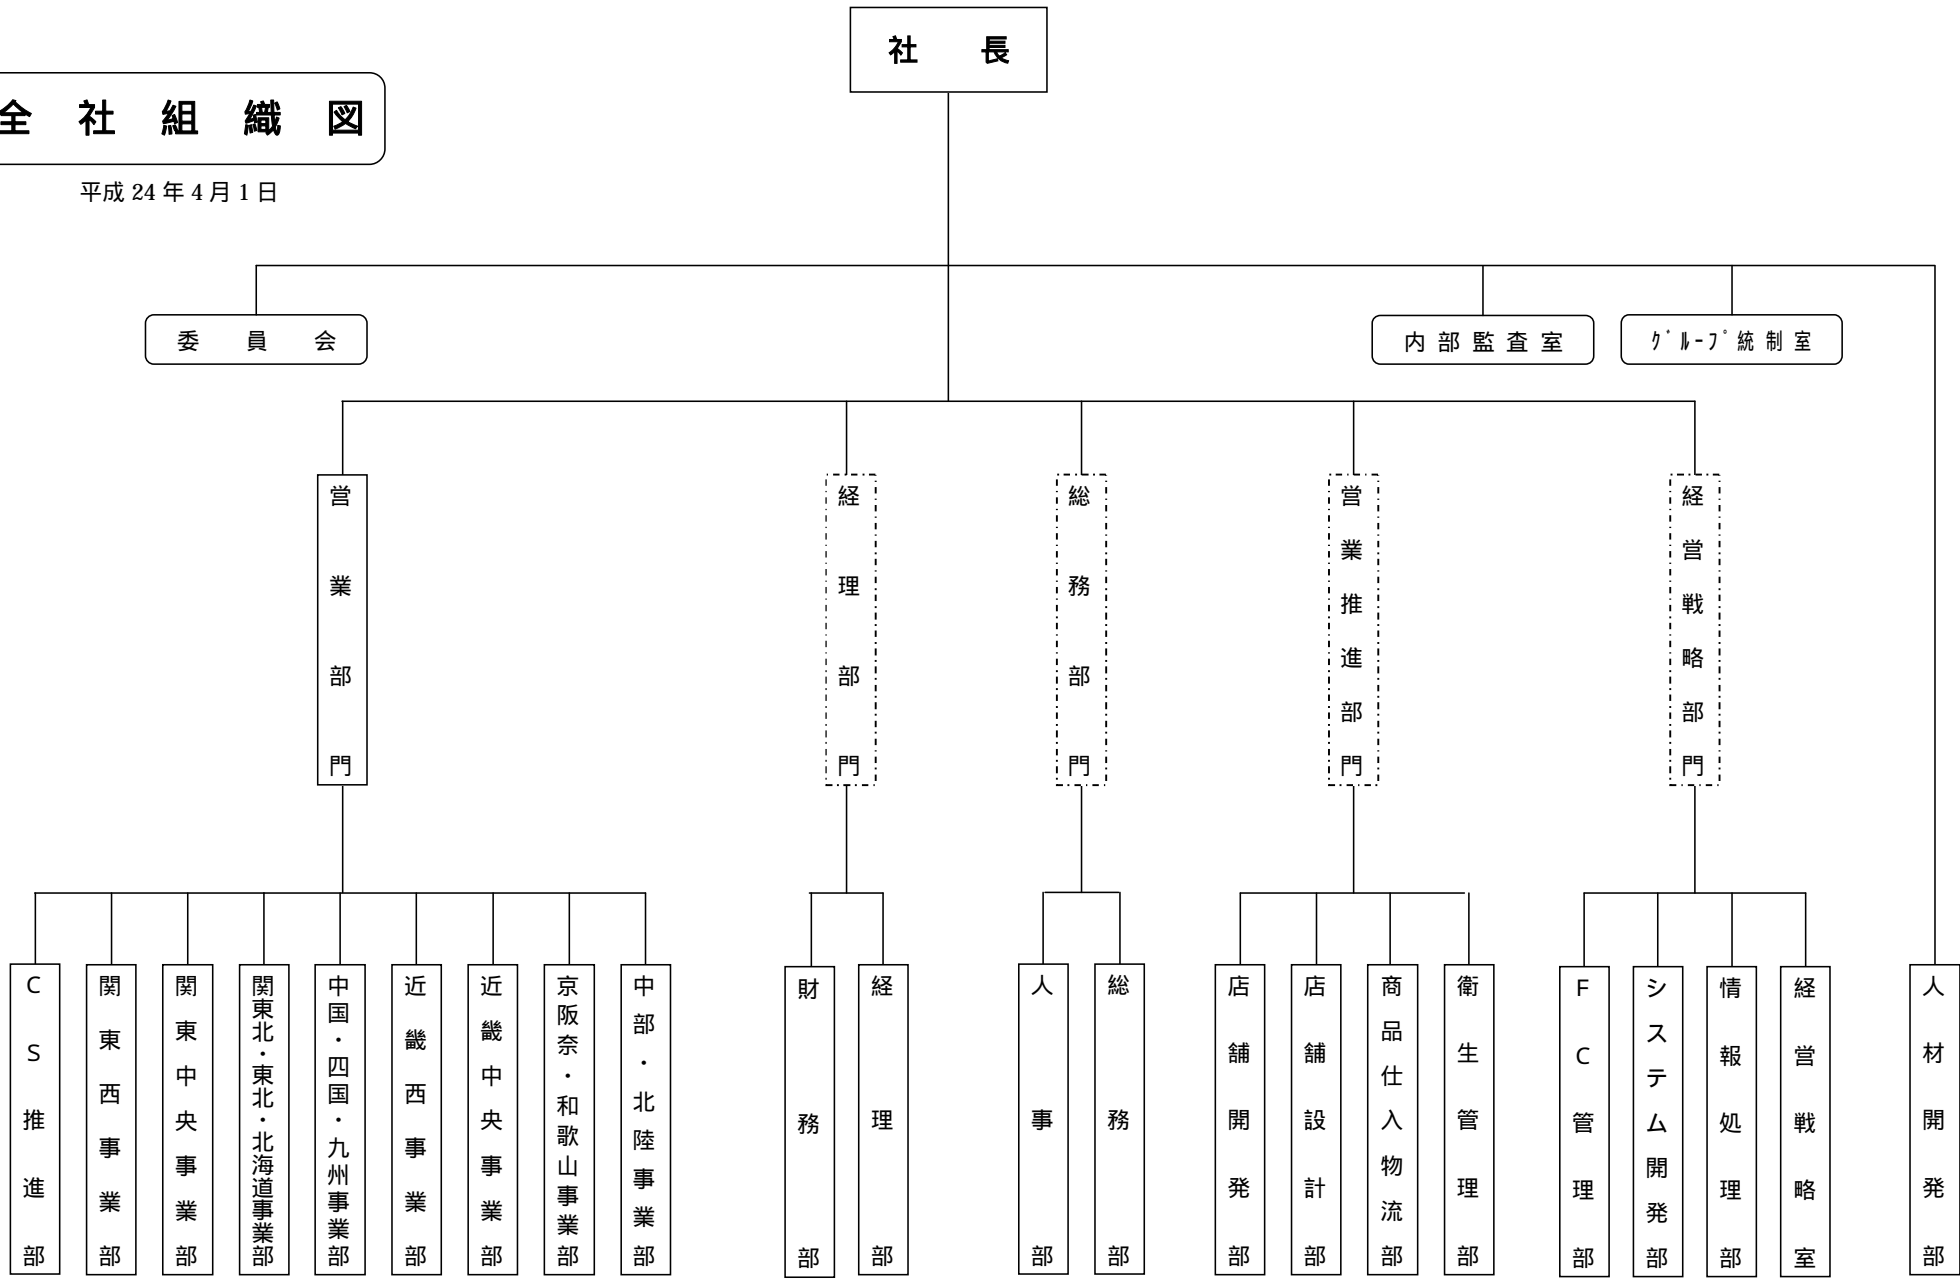 社長
全社組織図
平成 24 年 4 月 1 日
委員会
内部監査室
ｸﾞﾙｰﾌﾟ統制室
営業部門
経理部門
総務部門
営業推進部門
経営戦略部門
CS推進部
関東西事業部
関東中央事業部
関東北・東北・北海道事業部
中国・四国・九州事業部
近畿西事業部
近畿中央事業部
京阪奈・和歌山事業部
中部・北陸事業部
財務部
経理部
人事部
総務部
店舗開発部
店舗設計部
商品仕入物流部
衛生管理部
FC管理部
システム開発部
情報処理部
経営戦略室
人材開発部